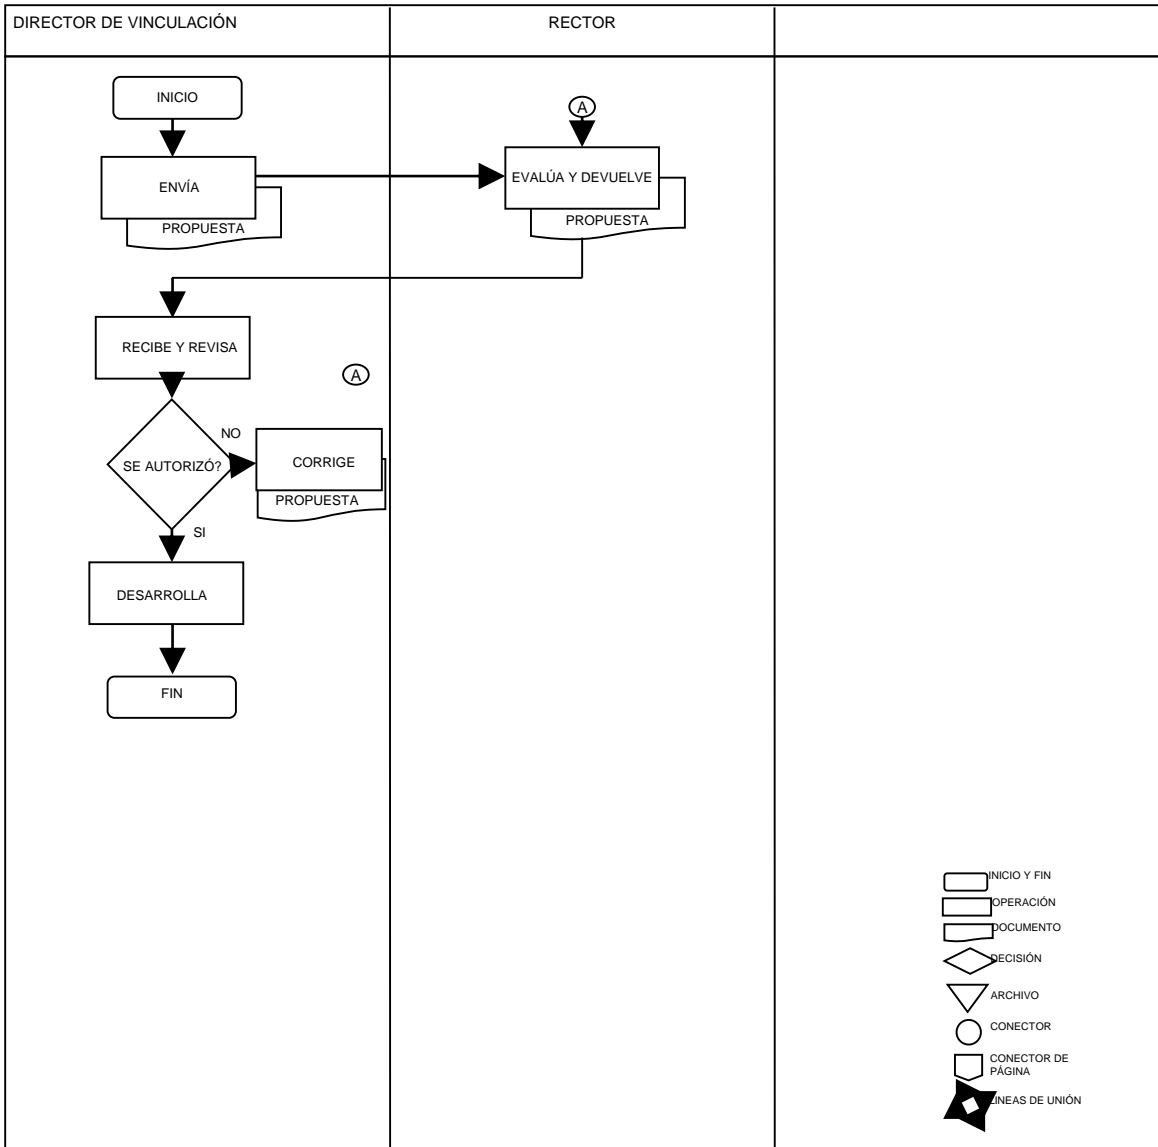 DIRECTOR DE VINCULACIÓN
RECTOR
INICIO
A
ENVÍA
EVALÚA Y DEVUELVE
PROPUESTA
PROPUESTA
RECIBE Y REVISA
A
NO
SE AUTORIZÓ?
CORRIGE
PROPUESTA
SI
DESARROLLA
FIN
INICIO Y FIN
OPERACIÓN
DOCUMENTO
DECISIÓN
ARCHIVO
CONECTOR
CONECTOR DE
PÁGINA
LINEAS DE UNIÓN